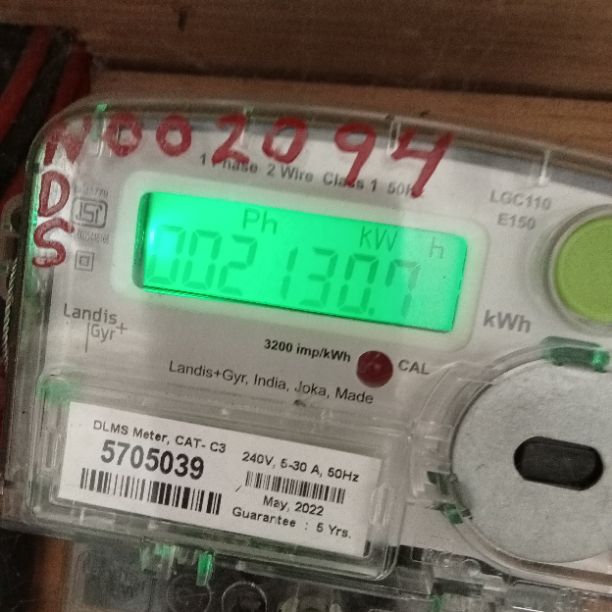 N002094
DS
1 Phase 2 Wire Class 1 50H
LGC110
E150
ISI
Ph kW h
002130.7
kWh
Landis
Gyr+
3200 imp/kWh
CAL
Landis+Gyr, India, Joka, Made
DLMS Meter, CAT- C3
5705039
240V, 5-30 A, 50Hz
May, 2022
Guarantee : 5 Yrs.